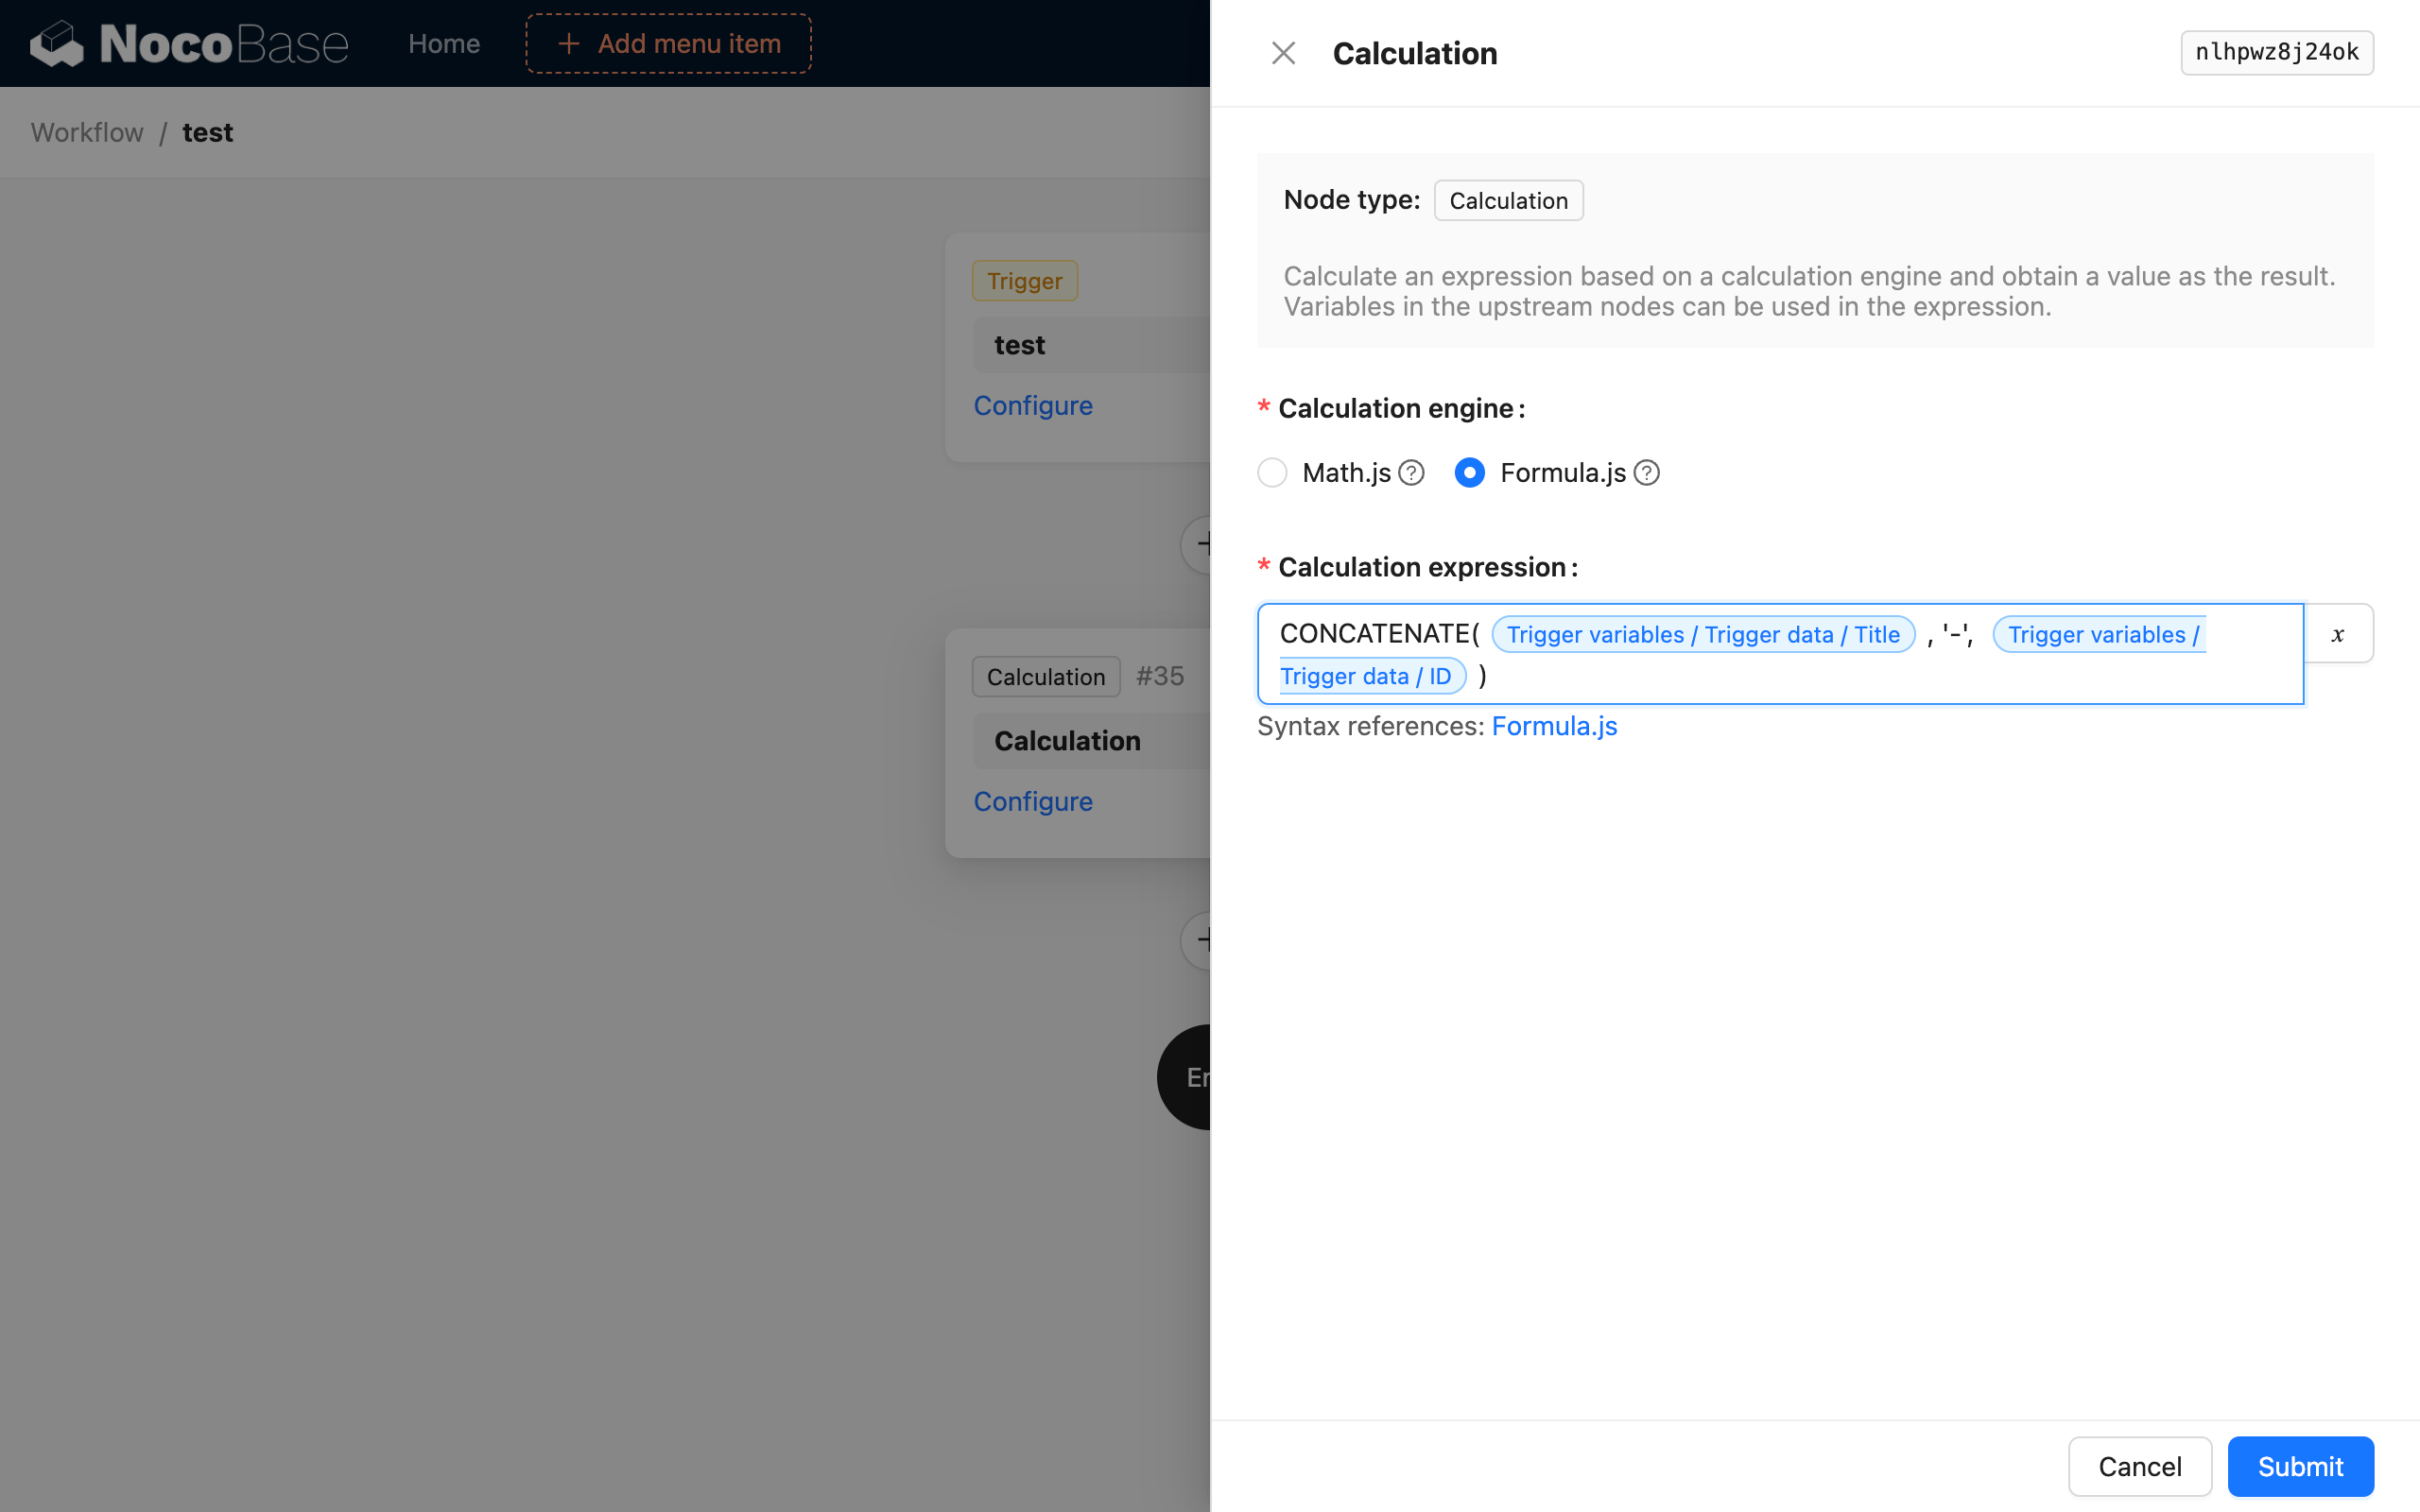 NocoBase
Home
+ Add menu item
Workflow / test
Trigger
test
Configure
Calculation #35
Calculation
Configure
Calculation
nlhpwz8j24ok
Node type: Calculation
Calculate an expression based on a calculation engine and obtain a value as the result.
Variables in the upstream nodes can be used in the expression.
* Calculation engine:
Math.js ? Formula.js ?
* Calculation expression:
CONCATENATE( Trigger variables / Trigger data / Title , '-', Trigger variables /
Trigger data / ID )
x
Syntax references: Formula.js
Cancel
Submit